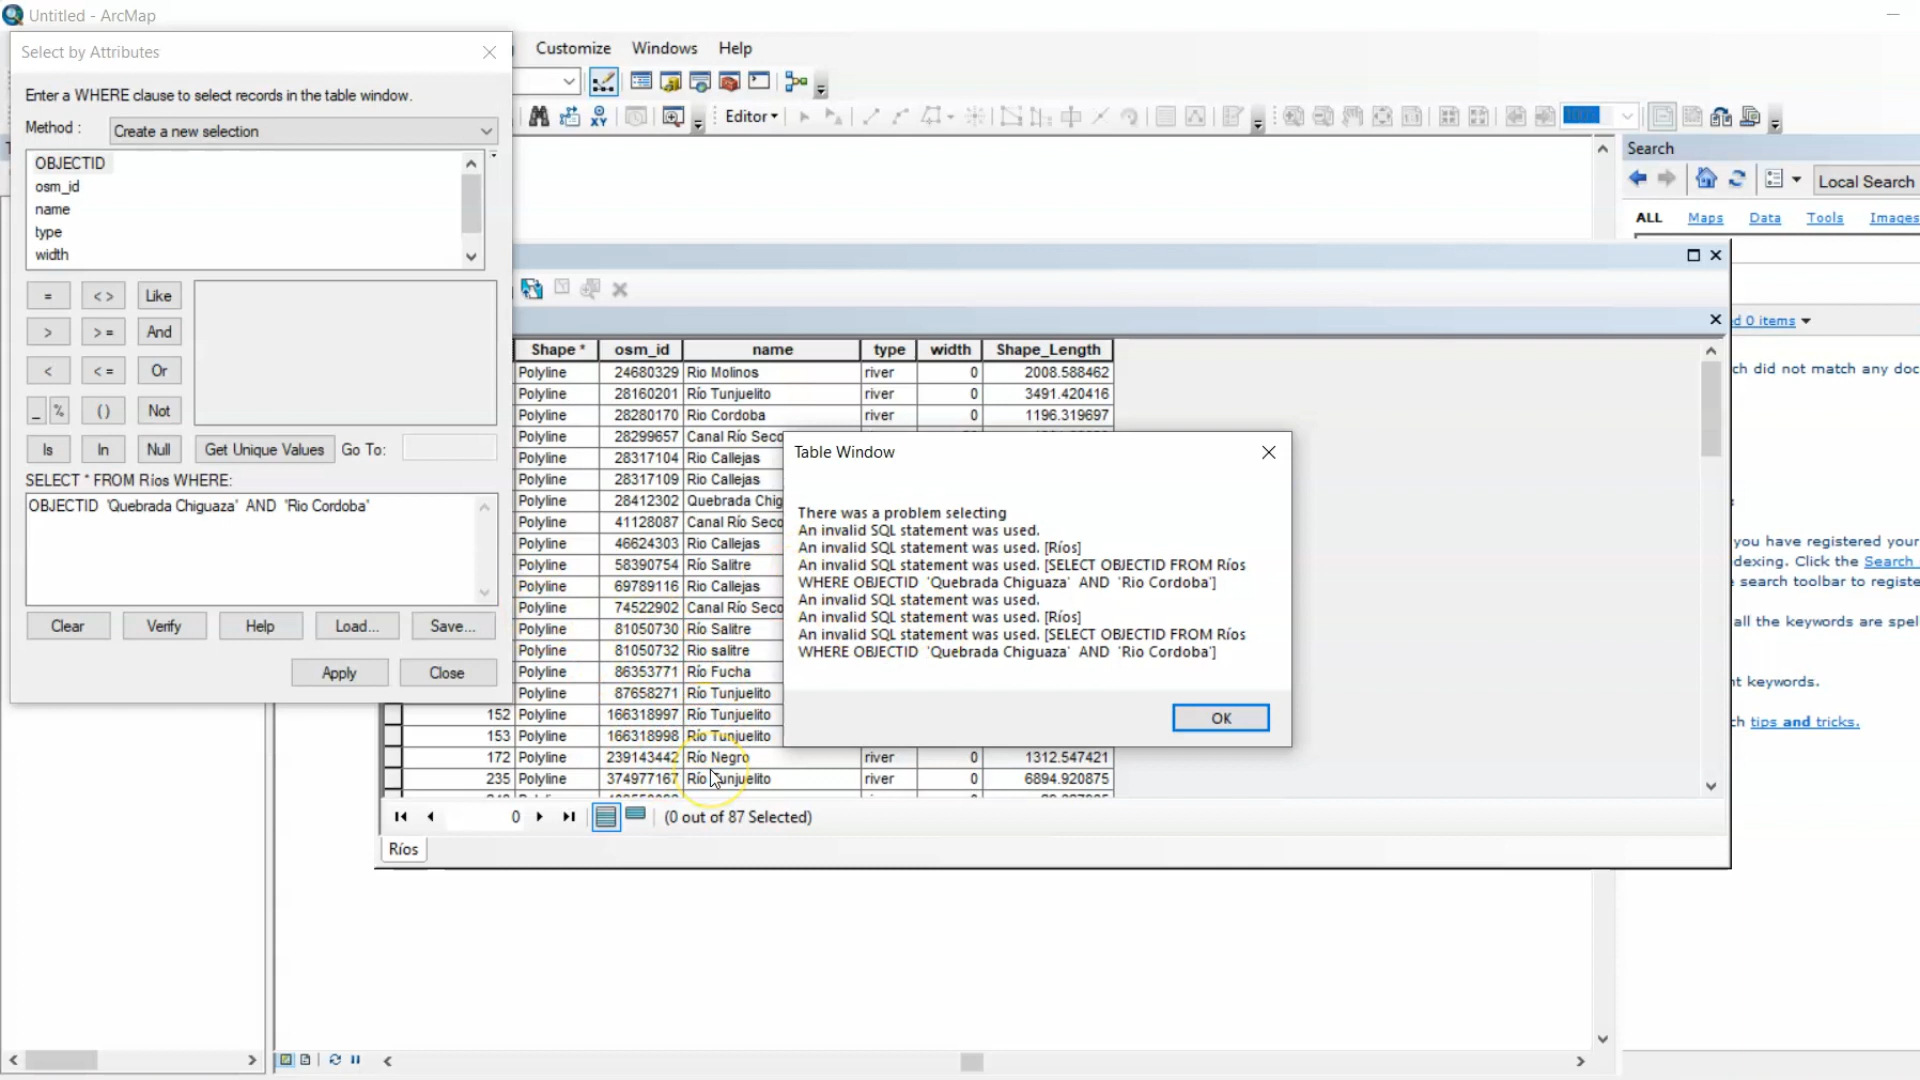 Untitled - ArcMap
Select by Attributes
Customize Windows Help
Enter a WHERE clause to select records in the table window.
Method : Create a new selection
OBJECTID
osm_id
name
type
width
= < > Like
> > = And
< < = Or
_ % ( ) Not
Is In Null Get Unique Values Go To:
SELECT * FROM Ríos WHERE:
OBJECTID 'Quebrada Chiguaza' AND 'Rio Cordoba'
Clear Verify Help Load... Save...
Apply Close
Editor
Search
Local Search
ALL Maps Data Tools Images
d 0 items
ch did not match any doc
you have registered your
dexing. Click the Search
search toolbar to registe
all the keywords are spel
nt keywords.
ch tips and tricks.
Shape * osm_id name type width Shape_Length
Polyline 24680329 Rio Molinos river 0 2008.588462
Polyline 28160201 Río Tunjuelito river 0 3491.420416
Polyline 28280170 Rio Cordoba river 0 1196.319697
Polyline 28299657 Canal Río Seco
Polyline 28317104 Rio Callejas
Polyline 28317109 Rio Callejas
Polyline 28412302 Quebrada Chig
Polyline 41128087 Canal Río Seco
Polyline 46624303 Rio Callejas
Polyline 58390754 Río Salitre
Polyline 69789116 Rio Callejas
Polyline 74522902 Canal Río Seco
Polyline 81050730 Río Salitre
Polyline 81050732 Rio salitre
Polyline 86353771 Río Fucha
Polyline 87658271 Río Tunjuelito
152 Polyline 166318997 Río Tunjuelito
153 Polyline 166318998 Río Tunjuelito
172 Polyline 239143442 Río Negro river 0 1312.547421
235 Polyline 374977167 Río Tunjuelito river 0 6894.920875
0 (0 out of 87 Selected)
Ríos
Table Window
There was a problem selecting
An invalid SQL statement was used.
An invalid SQL statement was used. [Ríos]
An invalid SQL statement was used. [SELECT OBJECTID FROM Ríos
WHERE OBJECTID 'Quebrada Chiguaza' AND 'Rio Cordoba']
An invalid SQL statement was used.
An invalid SQL statement was used. [Ríos]
An invalid SQL statement was used. [SELECT OBJECTID FROM Ríos
WHERE OBJECTID 'Quebrada Chiguaza' AND 'Rio Cordoba']
OK